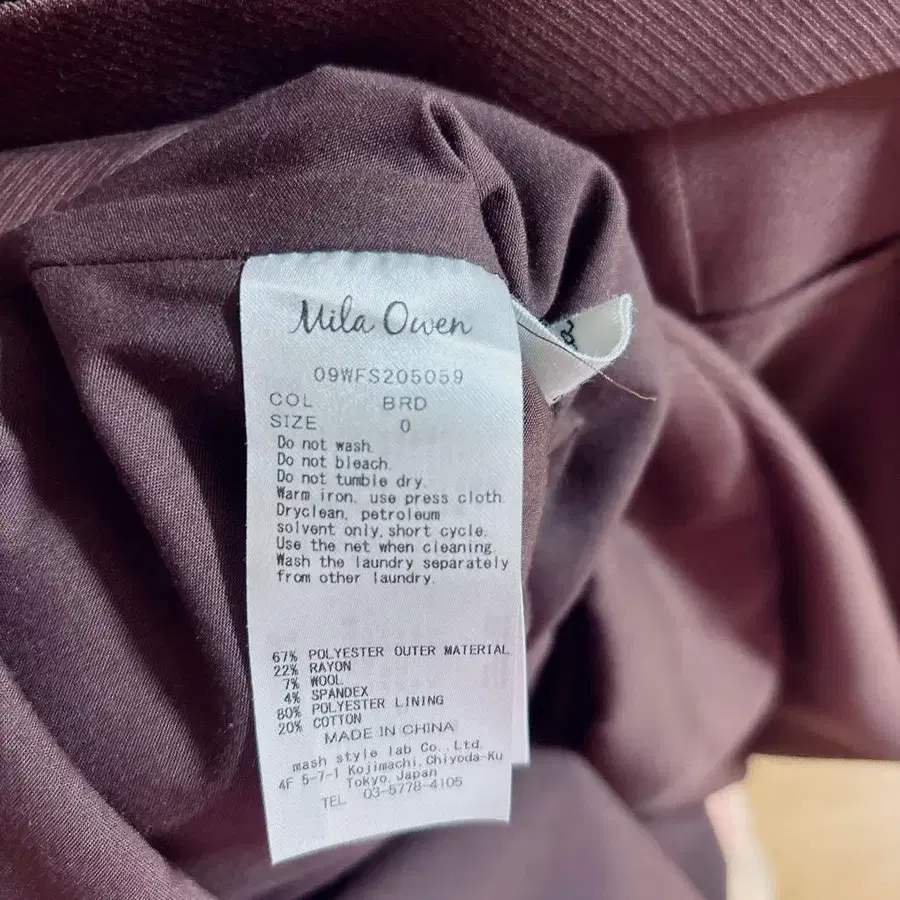 Mila Owen
09WFS205059
COL BRD
SIZE 0
Do not wash.
Do not bleach.
Do not tumble dry.
Warm iron, use press cloth.
Dryclean, petroleum
solvent only, short cycle.
Use the net when cleaning.
Wash the laundry separately
from other laundry.
67% POLYESTER OUTER MATERIAL
22% RAYON
7% WOOL
4% SPANDEX
80% POLYESTER LINING
20% COTTON
MADE IN CHINA
mash style lab Co., Ltd.
4F 5-7-1 Kojimachi, Chiyoda-Ku
Tokyo, Japan
TEL 03-5778-4105